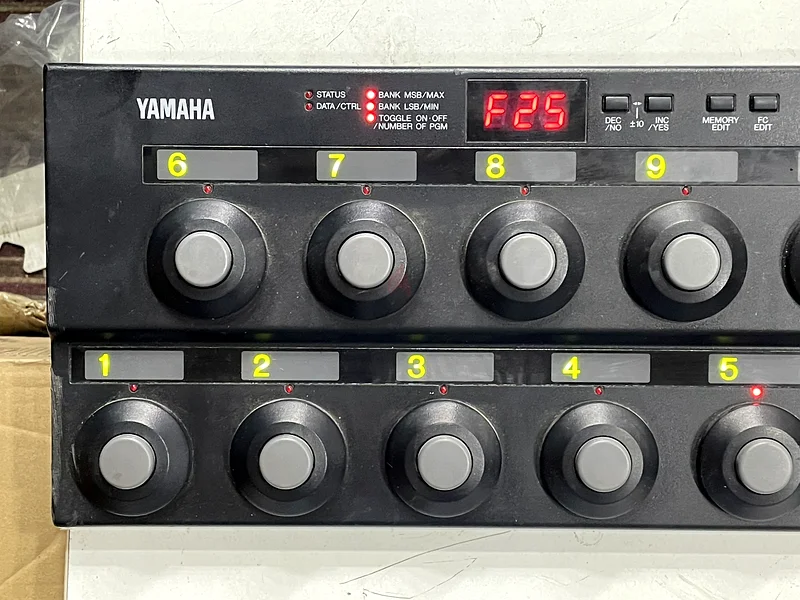 YAMAHA
STATUS
DATA/CTRL
BANK MSB/MAX
BANK LSB/MIN
TOGGLE ON·OFF
/NUMBER OF PGM
F25
DEC
/NO
±10
INC
/YES
MEMORY
EDIT
FC
EDIT
6 7 8 9
1 2 3 4 5